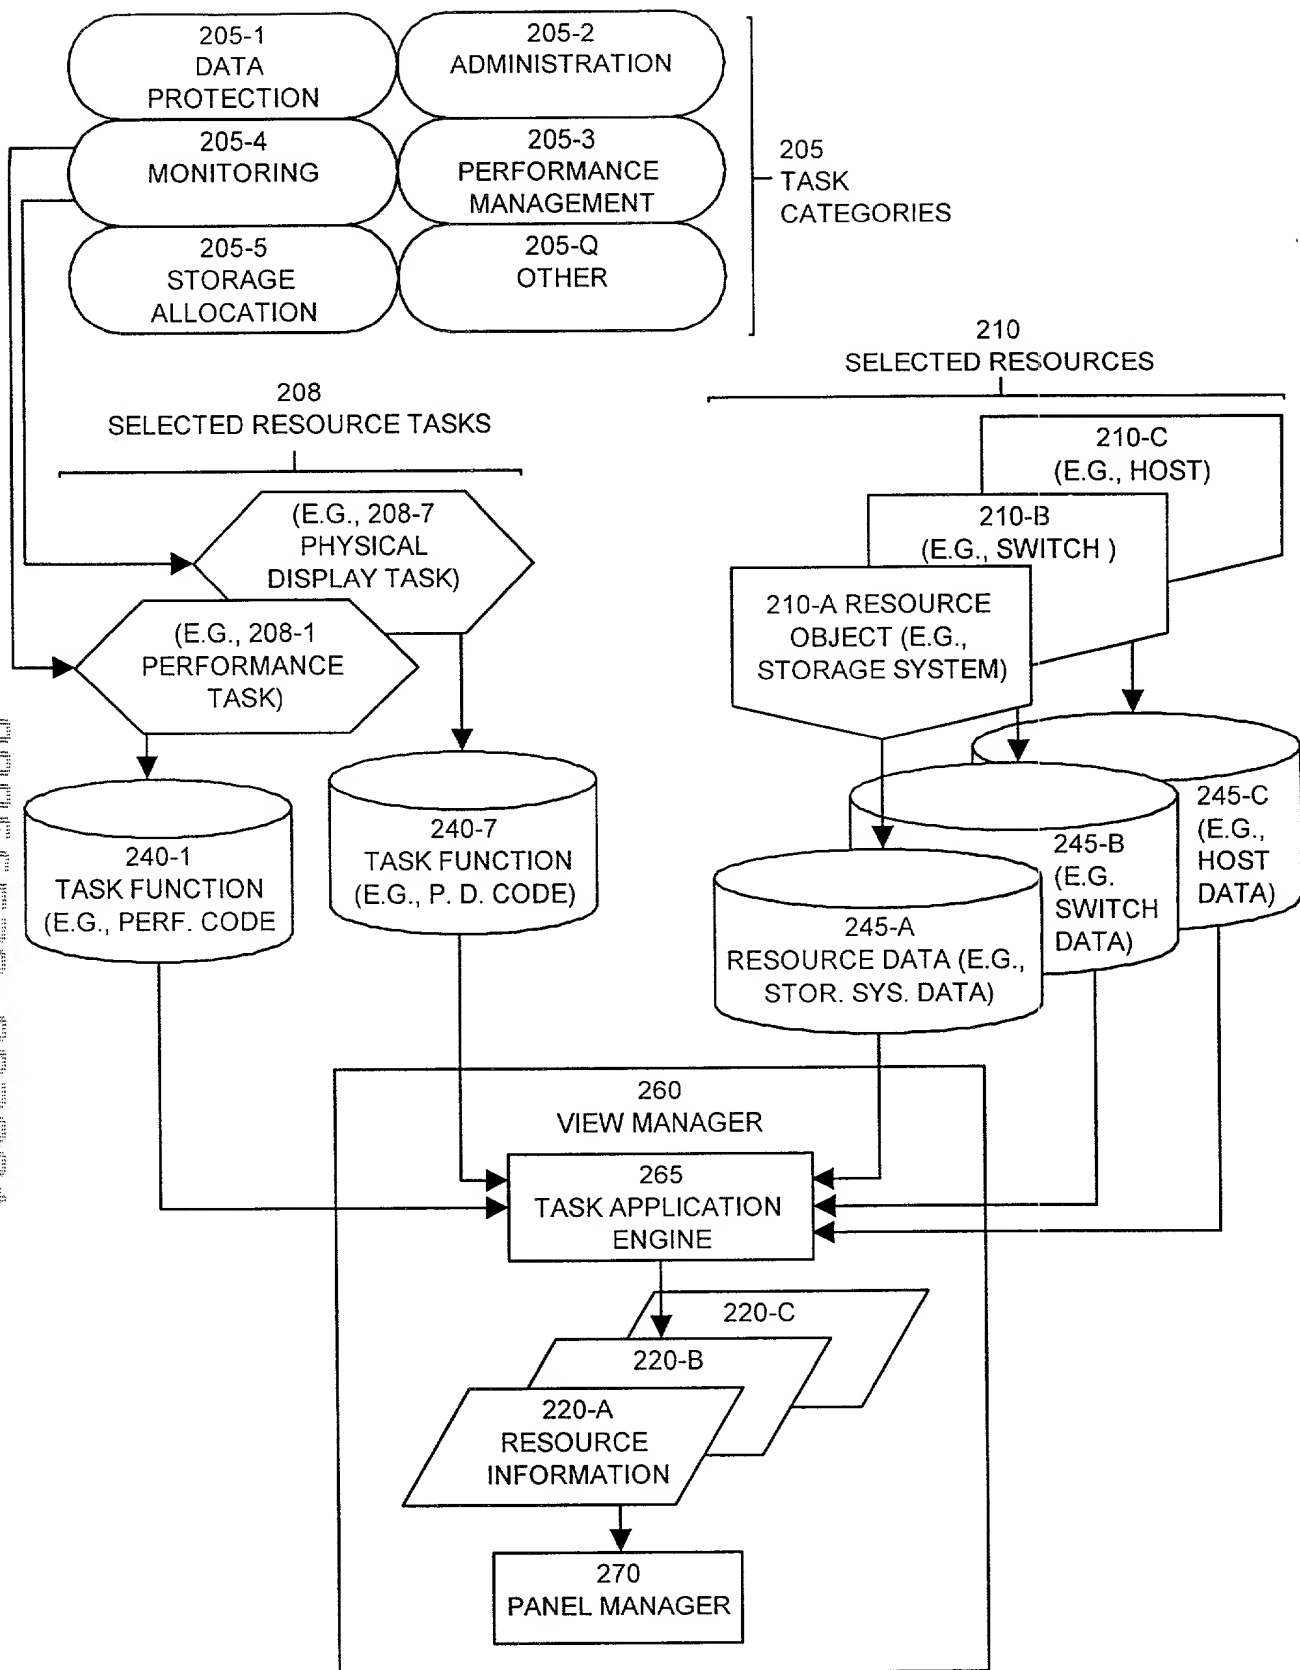 205-1
DATA
PROTECTION
205-2
ADMINISTRATION
205-4
MONITORING
205-3
PERFORMANCE
MANAGEMENT
205-5
STORAGE
ALLOCATION
205-Q
OTHER
205
TASK
CATEGORIES
208
SELECTED RESOURCE TASKS
210
SELECTED RESOURCES
(E.G., 208-7
PHYSICAL
DISPLAY TASK)
(E.G., 208-1
PERFORMANCE
TASK)
210-C
(E.G., HOST)
210-B
(E.G., SWITCH )
210-A RESOURCE
OBJECT (E.G.,
STORAGE SYSTEM)
240-1
TASK FUNCTION
(E.G., PERF. CODE
240-7
TASK FUNCTION
(E.G., P. D. CODE)
245-C
(E.G.,
HOST
DATA)
245-B
(E.G.
SWITCH
DATA)
245-A
RESOURCE DATA (E.G.,
STOR. SYS. DATA)
260
VIEW MANAGER
265
TASK APPLICATION
ENGINE
220-C
220-B
220-A
RESOURCE
INFORMATION
270
PANEL MANAGER